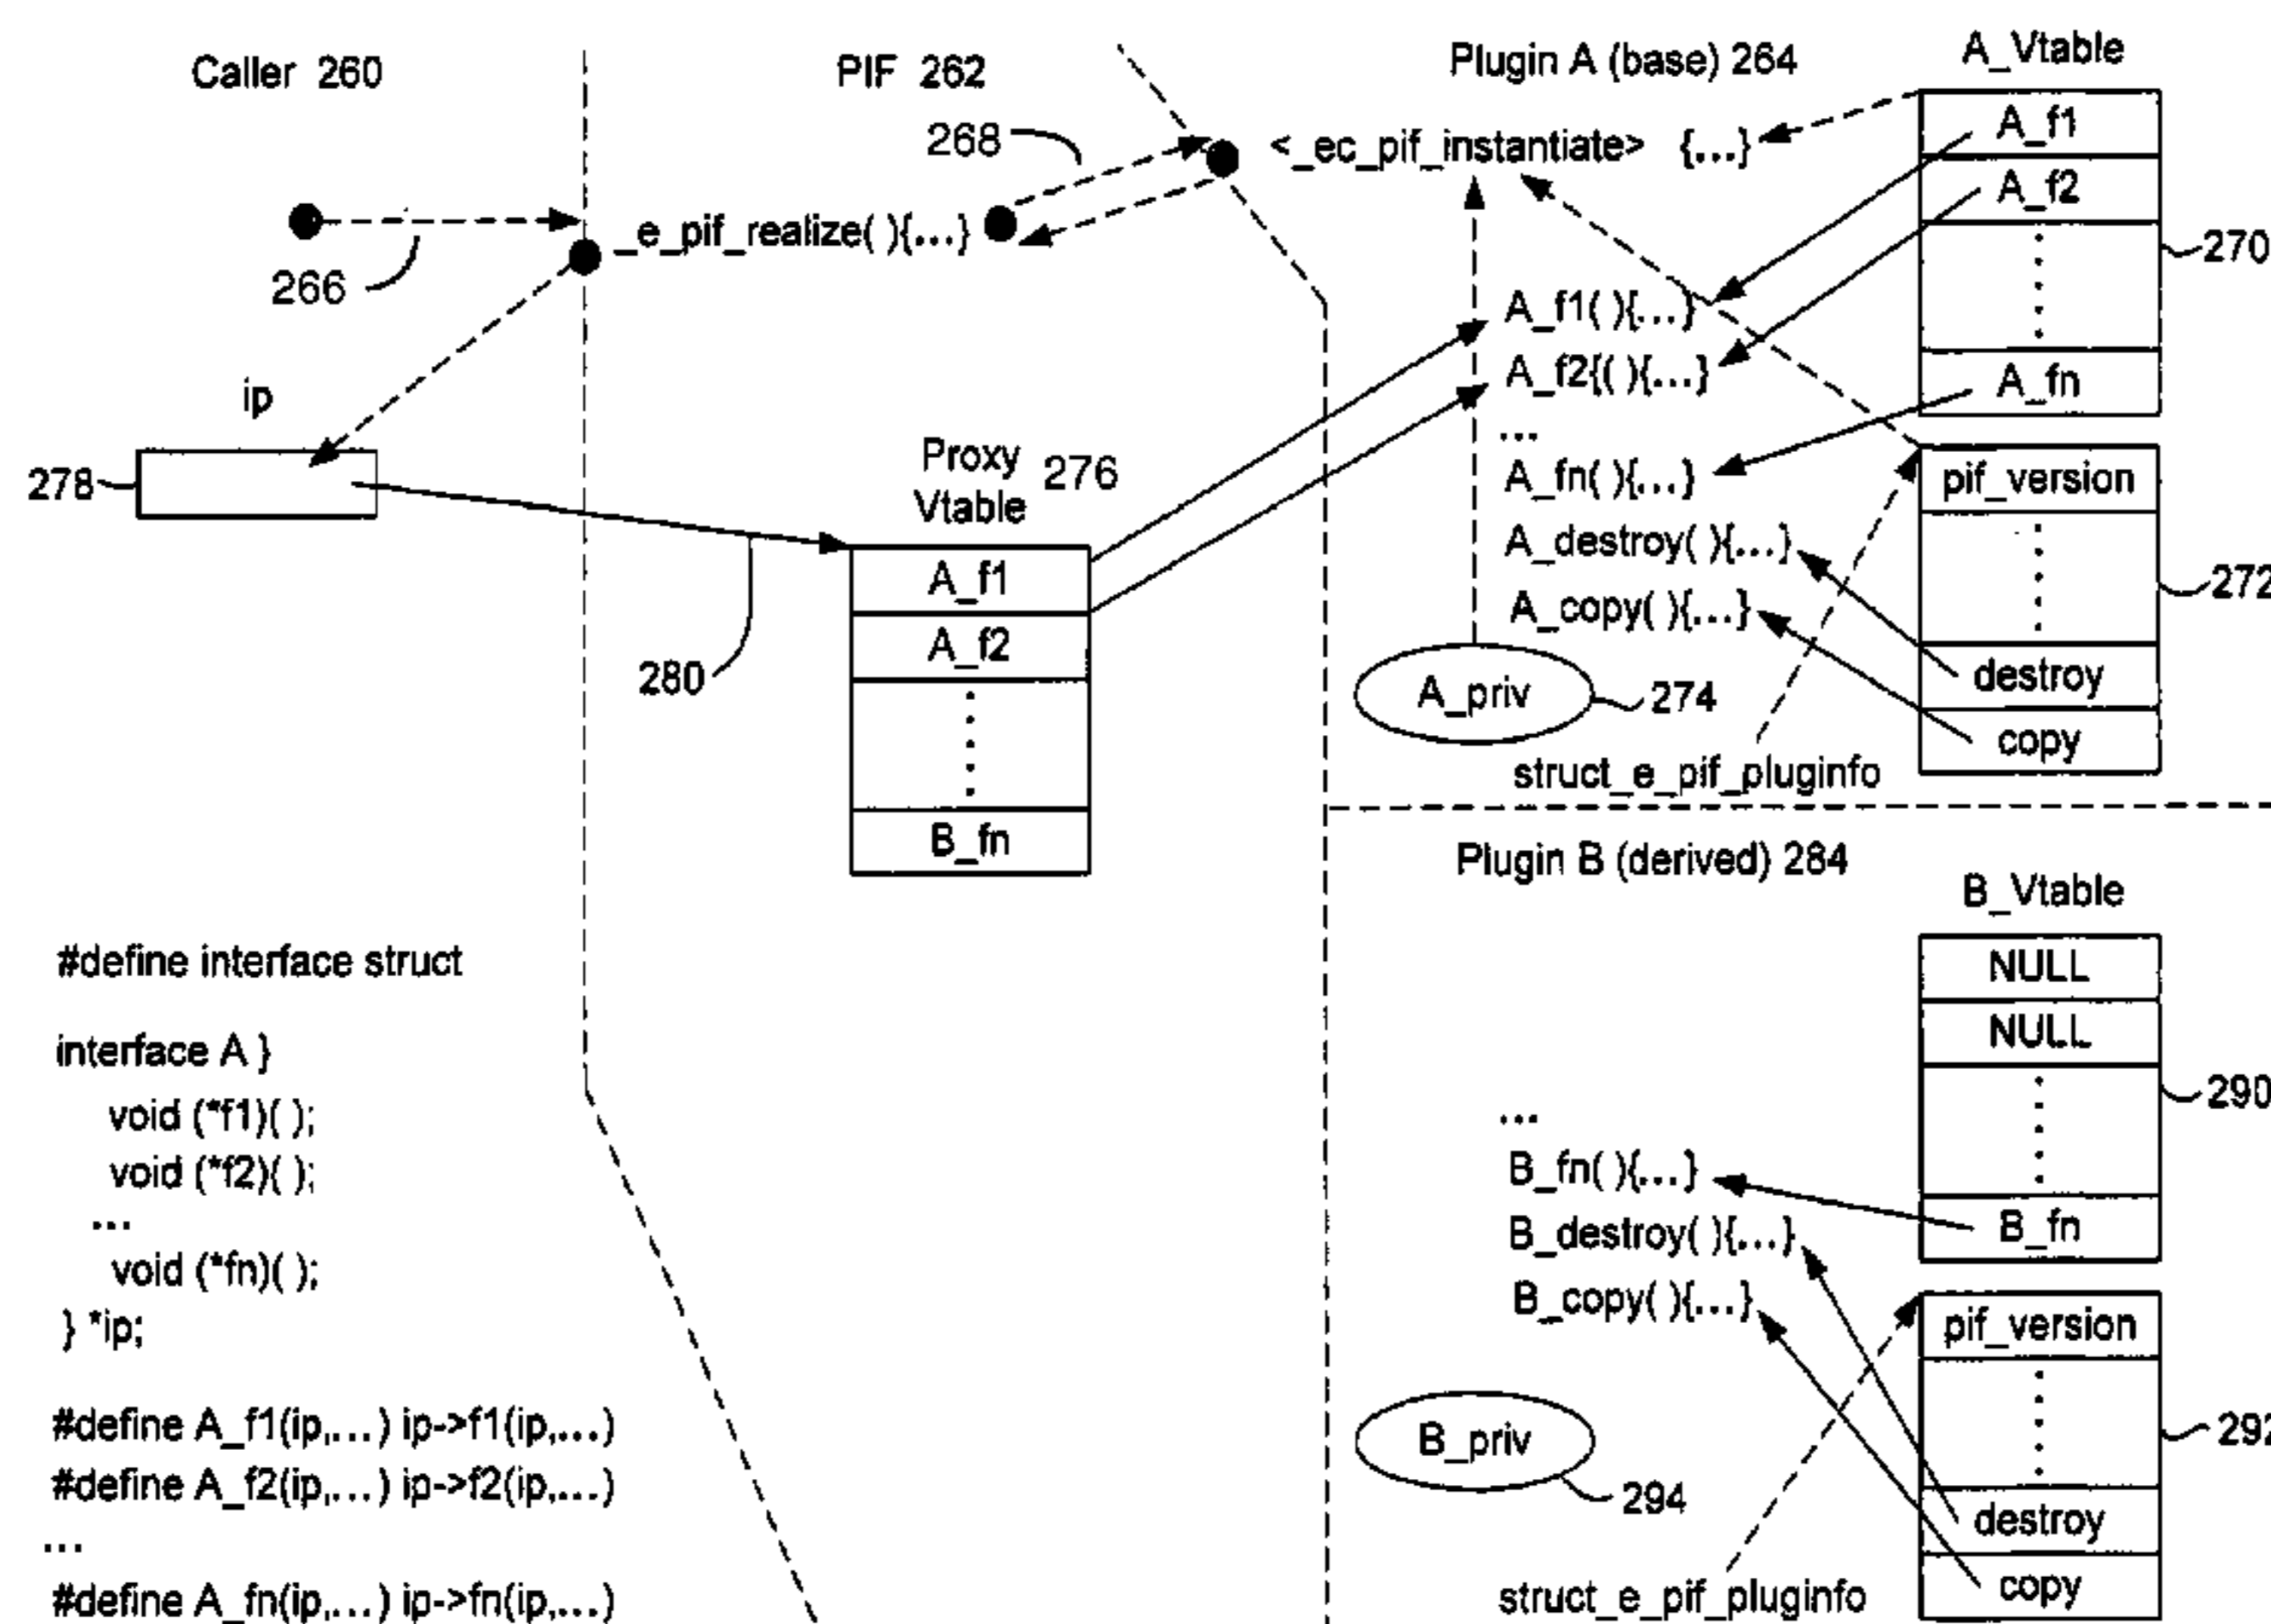 Caller 260
PIF 262
Plugin A (base) 264
A_Vtable
266
268
_e_pif_realize( ){...}
<_ec_pif_instantiate> {...}
A_f1
A_f2
A_fn
270
ip
278
280
Proxy
Vtable
276
A_f1
A_f2
B_fn
A_f1( ){...}
A_f2{( ){...}
...
A_fn( ){...}
A_destroy( ){...}
A_copy( ){...}
A_priv
274
struct_e_pif_pluginfo
pif_version
destroy
copy
272
Plugin B (derived) 284
B_Vtable
NULL
NULL
B_fn
290
...
B_fn( ){...}
B_destroy( ){...}
B_copy( ){...}
B_priv
294
struct_e_pif_pluginfo
pif_version
destroy
copy
292
#define interface struct
interface A }
void (*f1)( );
void (*f2)( );
...
void (*fn)( );
} *ip;
#define A_f1(ip,...) ip->f1(ip,...)
#define A_f2(ip,...) ip->f2(ip,...)
...
#define A_fn(ip,...) ip->fn(ip,...)